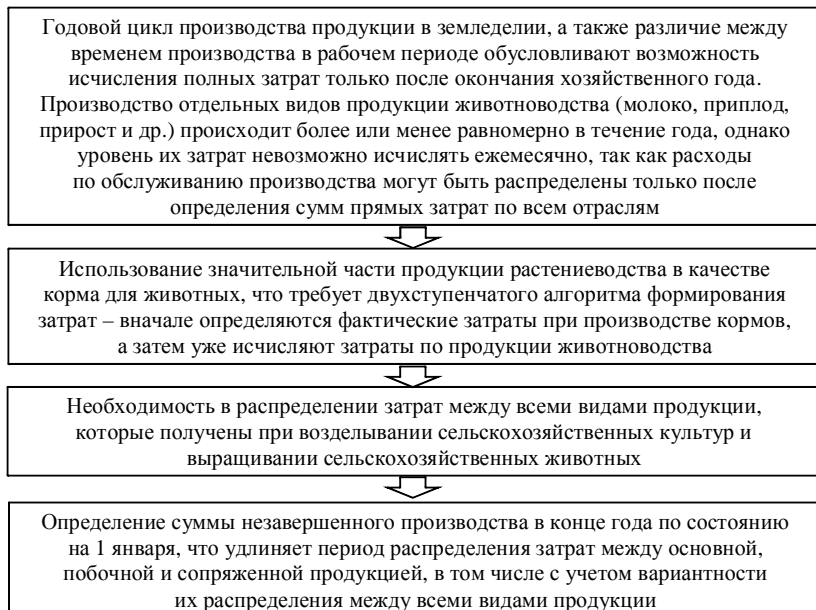 Годовой цикл производства продукции в земледелии, а также различие между
временем производства в рабочем периоде обусловливают возможность
исчисления полных затрат только после окончания хозяйственного года.
Производство отдельных видов продукции животноводства (молоко, приплод,
прирост и др.) происходит более или менее равномерно в течение года, однако
уровень их затрат невозможно исчислять ежемесячно, так как расходы
по обслуживанию производства могут быть распределены только после
определения сумм прямых затрат по всем отраслям
Использование значительной части продукции растениеводства в качестве
корма для животных, что требует двухступенчатого алгоритма формирования
затрат – вначале определяются фактические затраты при производстве кормов,
а затем уже исчисляют затраты по продукции животноводства
Необходимость в распределении затрат между всеми видами продукции,
которые получены при возделывании сельскохозяйственных культур и
выращивании сельскохозяйственных животных
Определение суммы незавершенного производства в конце года по состоянию
на 1 января, что удлиняет период распределения затрат между основной,
побочной и сопряженной продукцией, в том числе с учетом вариантности
их распределения между всеми видами продукции